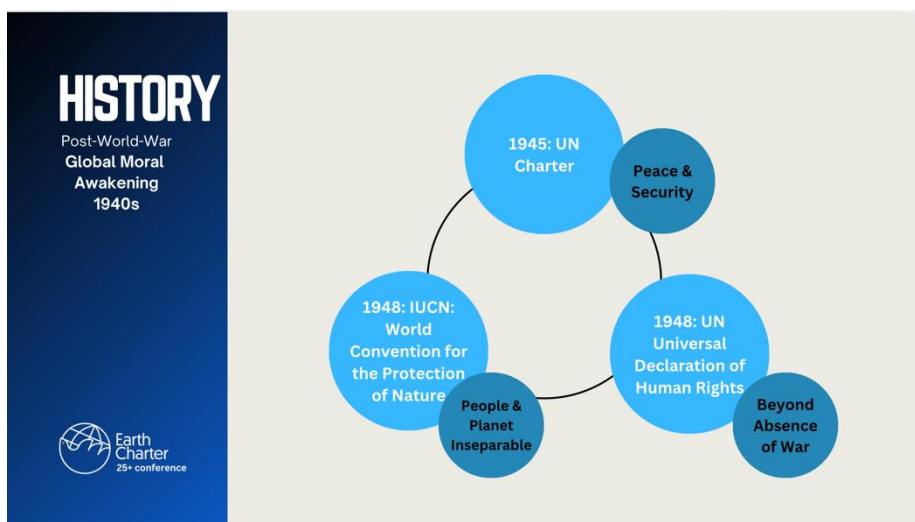 HISTORY
Post-World-War
Global Moral
Awakening
1940s
1945: UN
Charter
Peace &
Security
1948: IUCN:
World
Convention for
the Protection
of Nature
People &
Planet
Inseparable
1948: UN
Universal
Declaration of
Human Rights
Beyond
Absence
of War
Earth
Charter
25+ conference